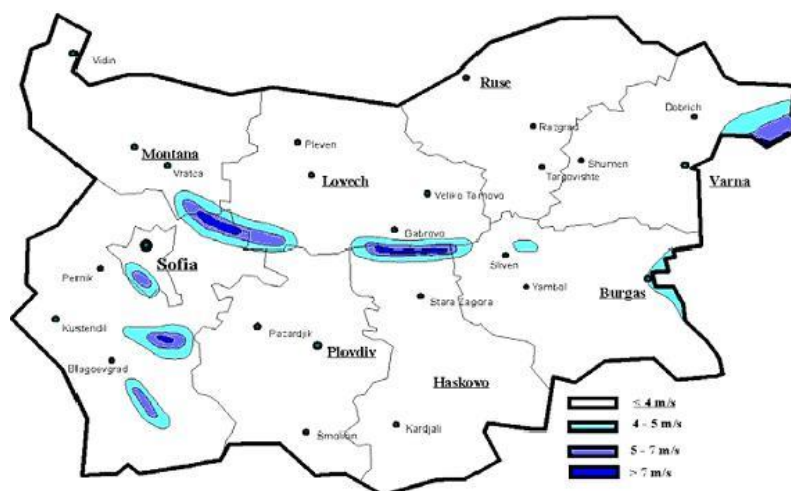 Vidin
Ruse
Dobrich
Razgrad
Pleven
Montana
Shumen
Vratca
Lovech
Targovishte
Varna
Veliko Tarnovo
Gabrovo
Sofia
Sliven
Pernik
Yambol
Burgas
Stara Zagora
Kurstendil
Pazardjik
Plovdiv
Blagoevgrad
Haskovo
≤ 4 m/s
4 - 5 m/s
Kardjali
Smolian
5 - 7 m/s
> 7 m/s